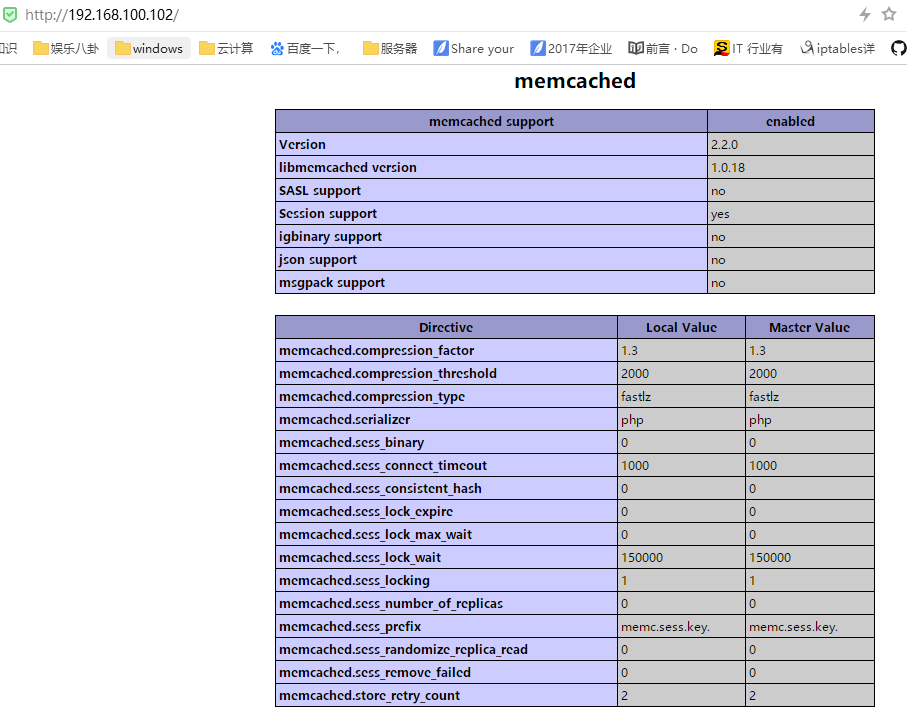 http://192.168.100.102/
识 娱乐八卦 windows 云计算 百度一下， 服务器 Share your 2017年企业 前言 · Do IT 行业有 iptables详
memcached
memcached support enabled
Version 2.2.0
libmemcached version 1.0.18
SASL support no
Session support yes
igbinary support no
json support no
msgpack support no
Directive Local Value Master Value
memcached.compression_factor 1.3 1.3
memcached.compression_threshold 2000 2000
memcached.compression_type fastlz fastlz
memcached.serializer php php
memcached.sess_binary 0 0
memcached.sess_connect_timeout 1000 1000
memcached.sess_consistent_hash 0 0
memcached.sess_lock_expire 0 0
memcached.sess_lock_max_wait 0 0
memcached.sess_lock_wait 150000 150000
memcached.sess_locking 1 1
memcached.sess_number_of_replicas 0 0
memcached.sess_prefix memc.sess.key. memc.sess.key.
memcached.sess_randomize_replica_read 0 0
memcached.sess_remove_failed 0 0
memcached.store_retry_count 2 2